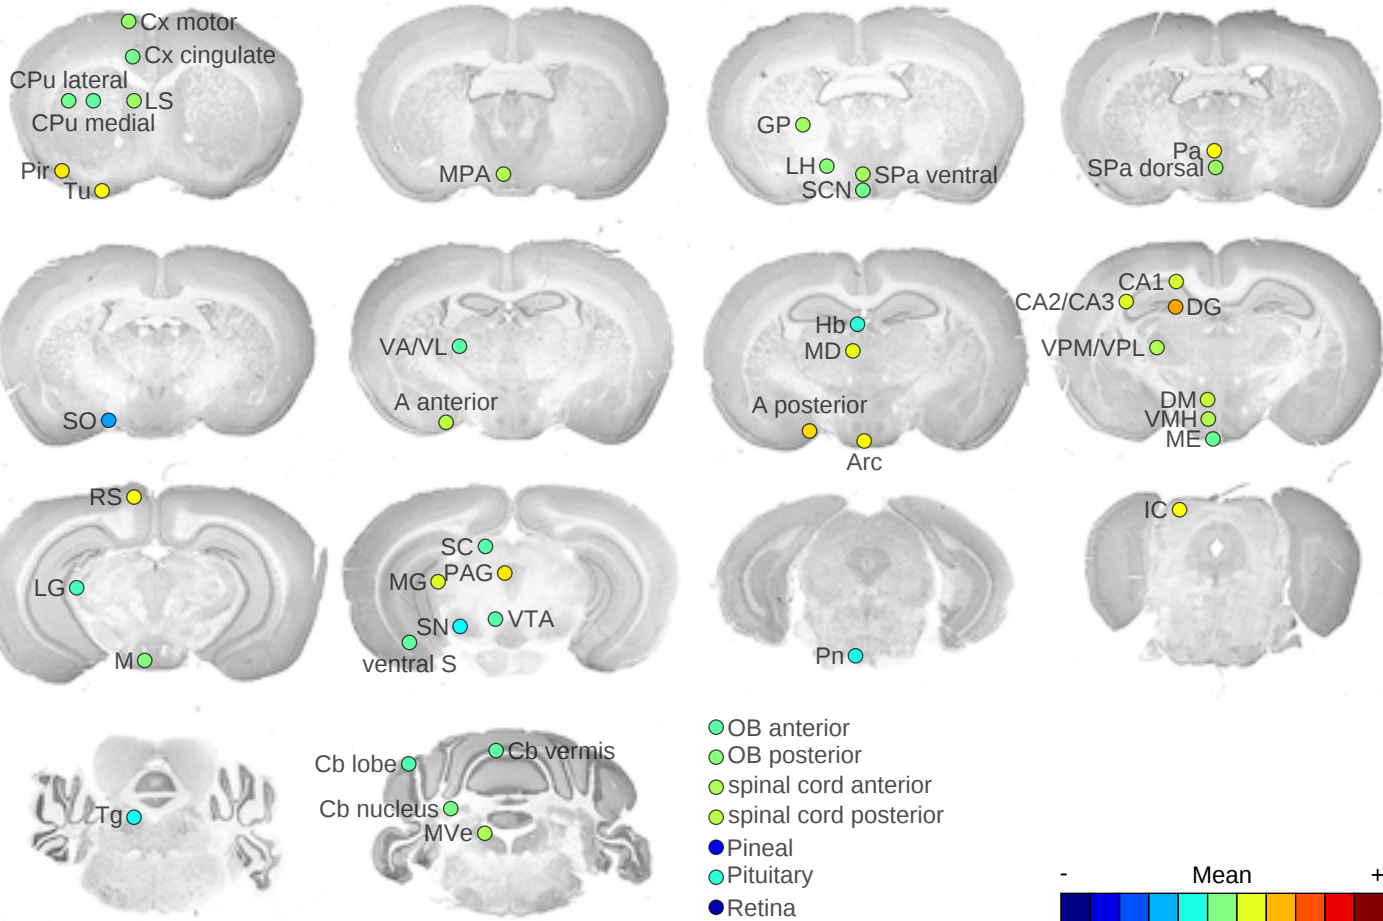 Cx motor
Cx cingulate
CPu lateral
LS
CPu medial
Pir
Tu
MPA
GP
LH
SPa ventral
SCN
Pa
SPa dorsal
SO
VA/VL
A anterior
Hb
MD
A posterior
Arc
CA1
CA2/CA3
DG
VPM/VPL
DM
VMH
ME
RS
LG
M
SC
MG PAG
SN VTA
ventral S
Pn
IC
Tg
Cb lobe
Cb vermis
Cb nucleus
MVe
OB anterior
OB posterior
spinal cord anterior
spinal cord posterior
Pineal
Pituitary
Retina
- Mean +